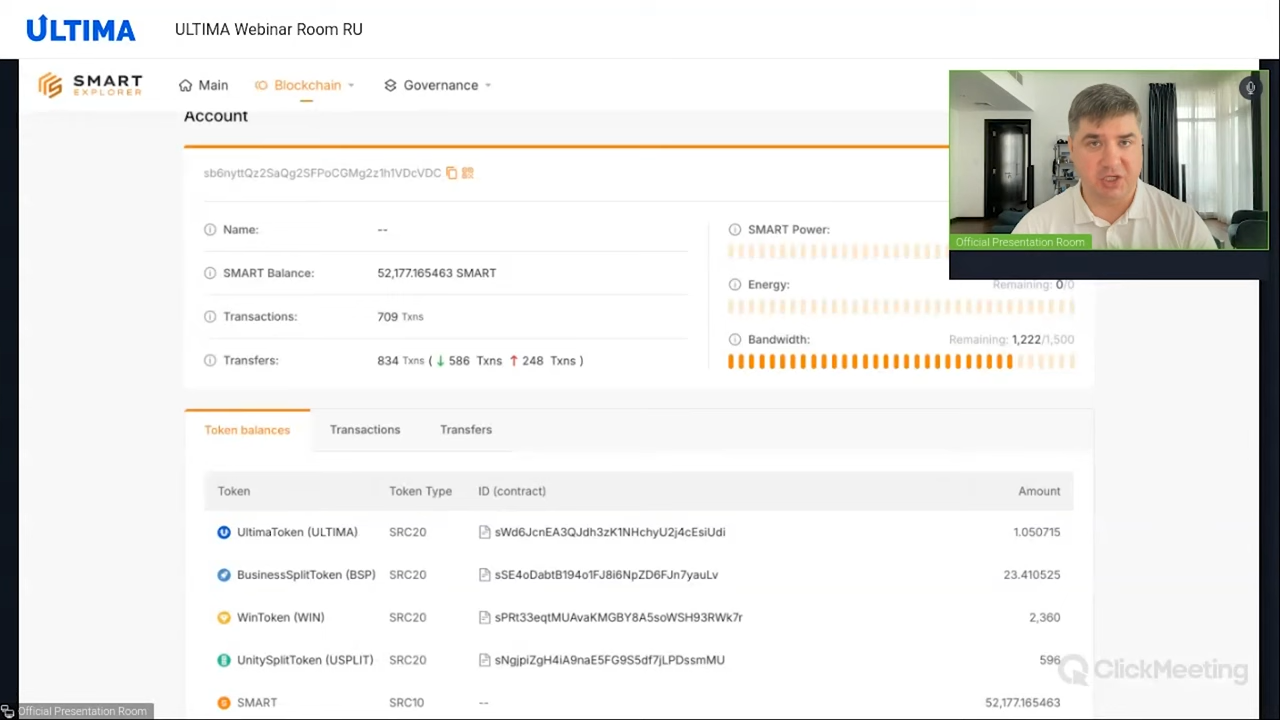 ULTIMA
ULTIMA Webinar Room RU
SMART
EXPLORER
Main
Blockchain
Governance
Account
sb6nyttQz2SaQg2SFPoCGMg2z1h1VDcVDC
Name:
--
SMART Power:
Official Presentation Room
SMART Balance:
52,177.165463 SMART
Energy:
Remaining: 0/0
Transactions:
709 Txns
Bandwidth:
Remaining: 1,222/1,500
Transfers:
834 Txns ( ↓ 586 Txns ↑ 248 Txns )
Token balances
Transactions
Transfers
Token
Token Type
ID (contract)
Amount
UltimaToken (ULTIMA)
SRC20
sWd6JcnEA3QJdh3zK1NHchyU2j4cEsiUdi
1.050715
BusinessSplitToken (BSP)
SRC20
sSE4oDabtB194o1FJ8i6NpZD6FJn7yauLv
23.410525
WinToken (WIN)
SRC20
sPRt33eqtMUAvaKMGBY8A5soWSH93RWk7r
2,360
UnitySplitToken (USPLIT)
SRC20
sNgjpiZgH4iA9naE5FG9S5df7jLPDssmMU
596
ClickMeeting
SMART
SRC10
--
52,177.165463
Official Presentation Room